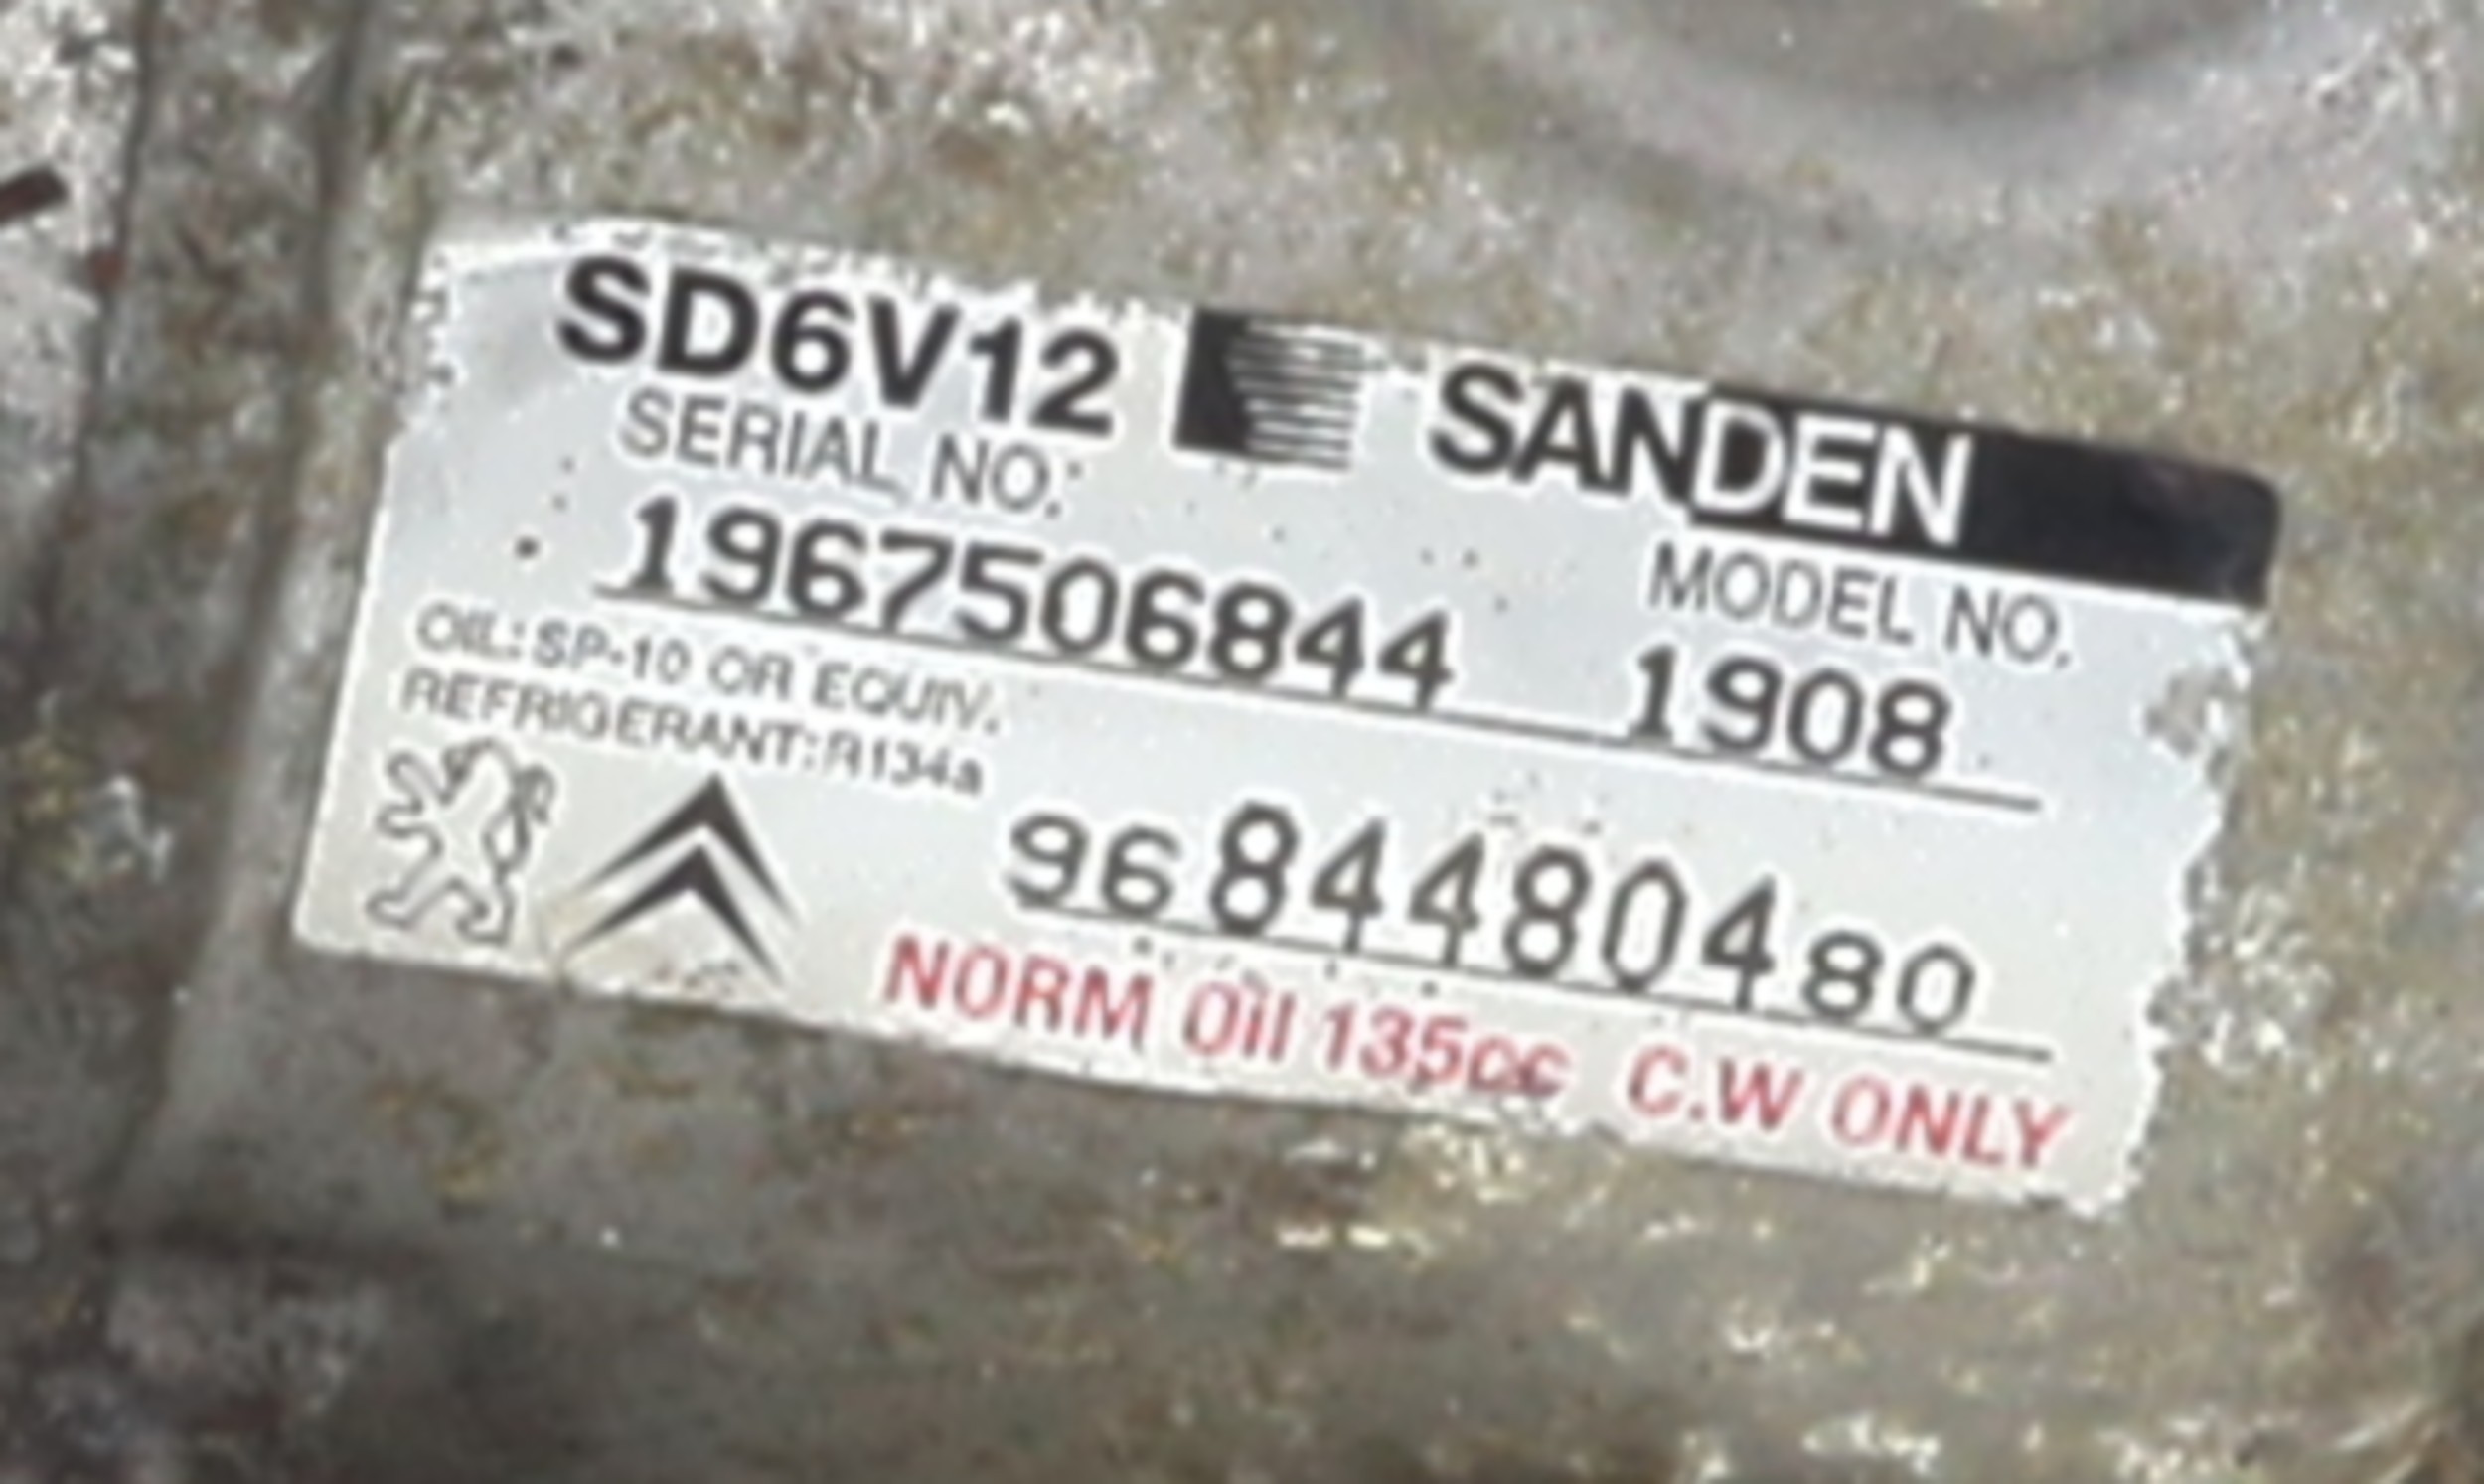 SD6V12 SANDEN
SERIAL NO.: MODEL NO.
1967506844 1908
OIL: SP-10 OR EQUIV.
REFRIGERANT: R134a
9684480480
NORM Oil 135cc C.W ONLY